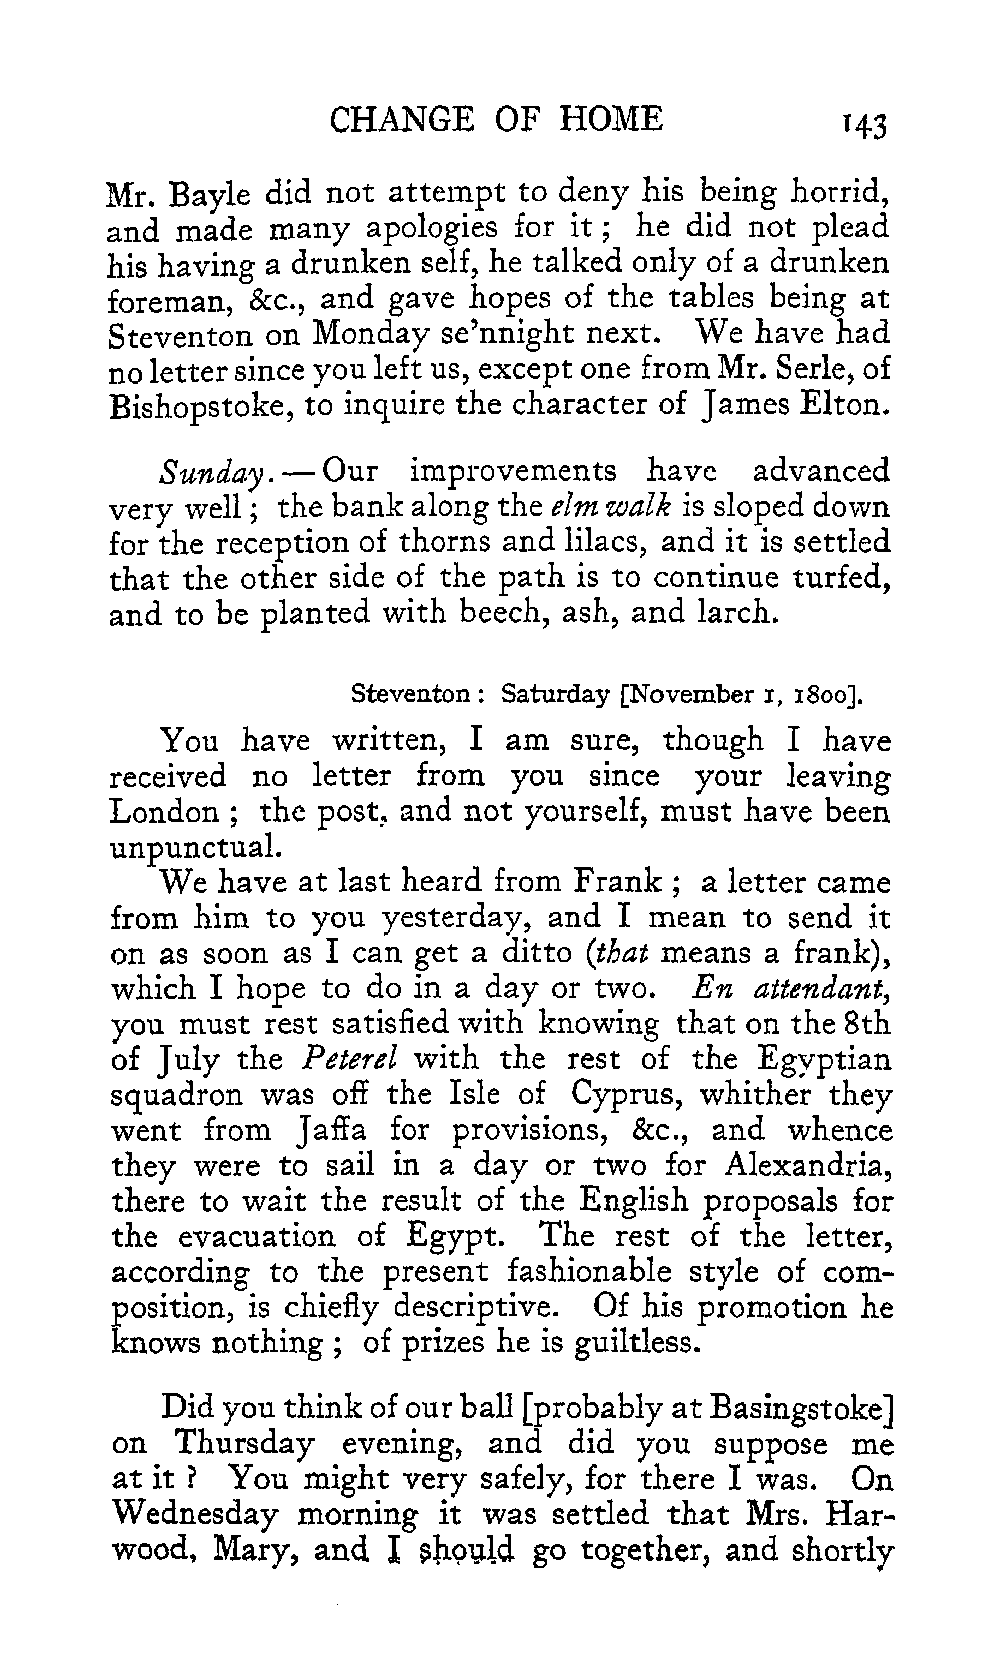 CHANGE OF HOME 143
Mr. Bayle did not attempt to deny his being horrid,
and made many apologies for it ; he did not plead
his having a drunken self, he talked only of a drunken
foreman, &c., and gave hopes of the tables being at
Steventon on Monday se'nnight next. We have had
no letter since you left us, except one from Mr. Serle, of
Bishopstoke, to inquire the character of James Elton.
Sunday. — Our improvements have advanced
very well ; the bank along the elm walk is sloped down
for the reception of thorns and lilacs, and it is settled
that the other side of the path is to continue turfed,
and to be planted with beech, ash, and larch.
Steventon : Saturday [November 1, 1800].
You have written, I am sure, though I have
received no letter from you since your leaving
London ; the post, and not yourself, must have been
unpunctual.
We have at last heard from Frank ; a letter came
from him to you yesterday, and I mean to send it
on as soon as I can get a ditto (that means a frank),
which I hope to do in a day or two. En attendant,
you must rest satisfied with knowing that on the 8th
of July the Peterel with the rest of the Egyptian
squadron was off the Isle of Cyprus, whither they
went from Jaffa for provisions, &c., and whence
they were to sail in a day or two for Alexandria,
there to wait the result of the English proposals for
the evacuation of Egypt. The rest of the letter,
according to the present fashionable style of com-
position, is chiefly descriptive. Of his promotion he
knows nothing ; of prizes he is guiltless.
Did you think of our ball [probably at Basingstoke]
on Thursday evening, and did you suppose me
at it ? You might very safely, for there I was. On
Wednesday morning it was settled that Mrs. Har-
wood, Mary, and I should go together, and shortly